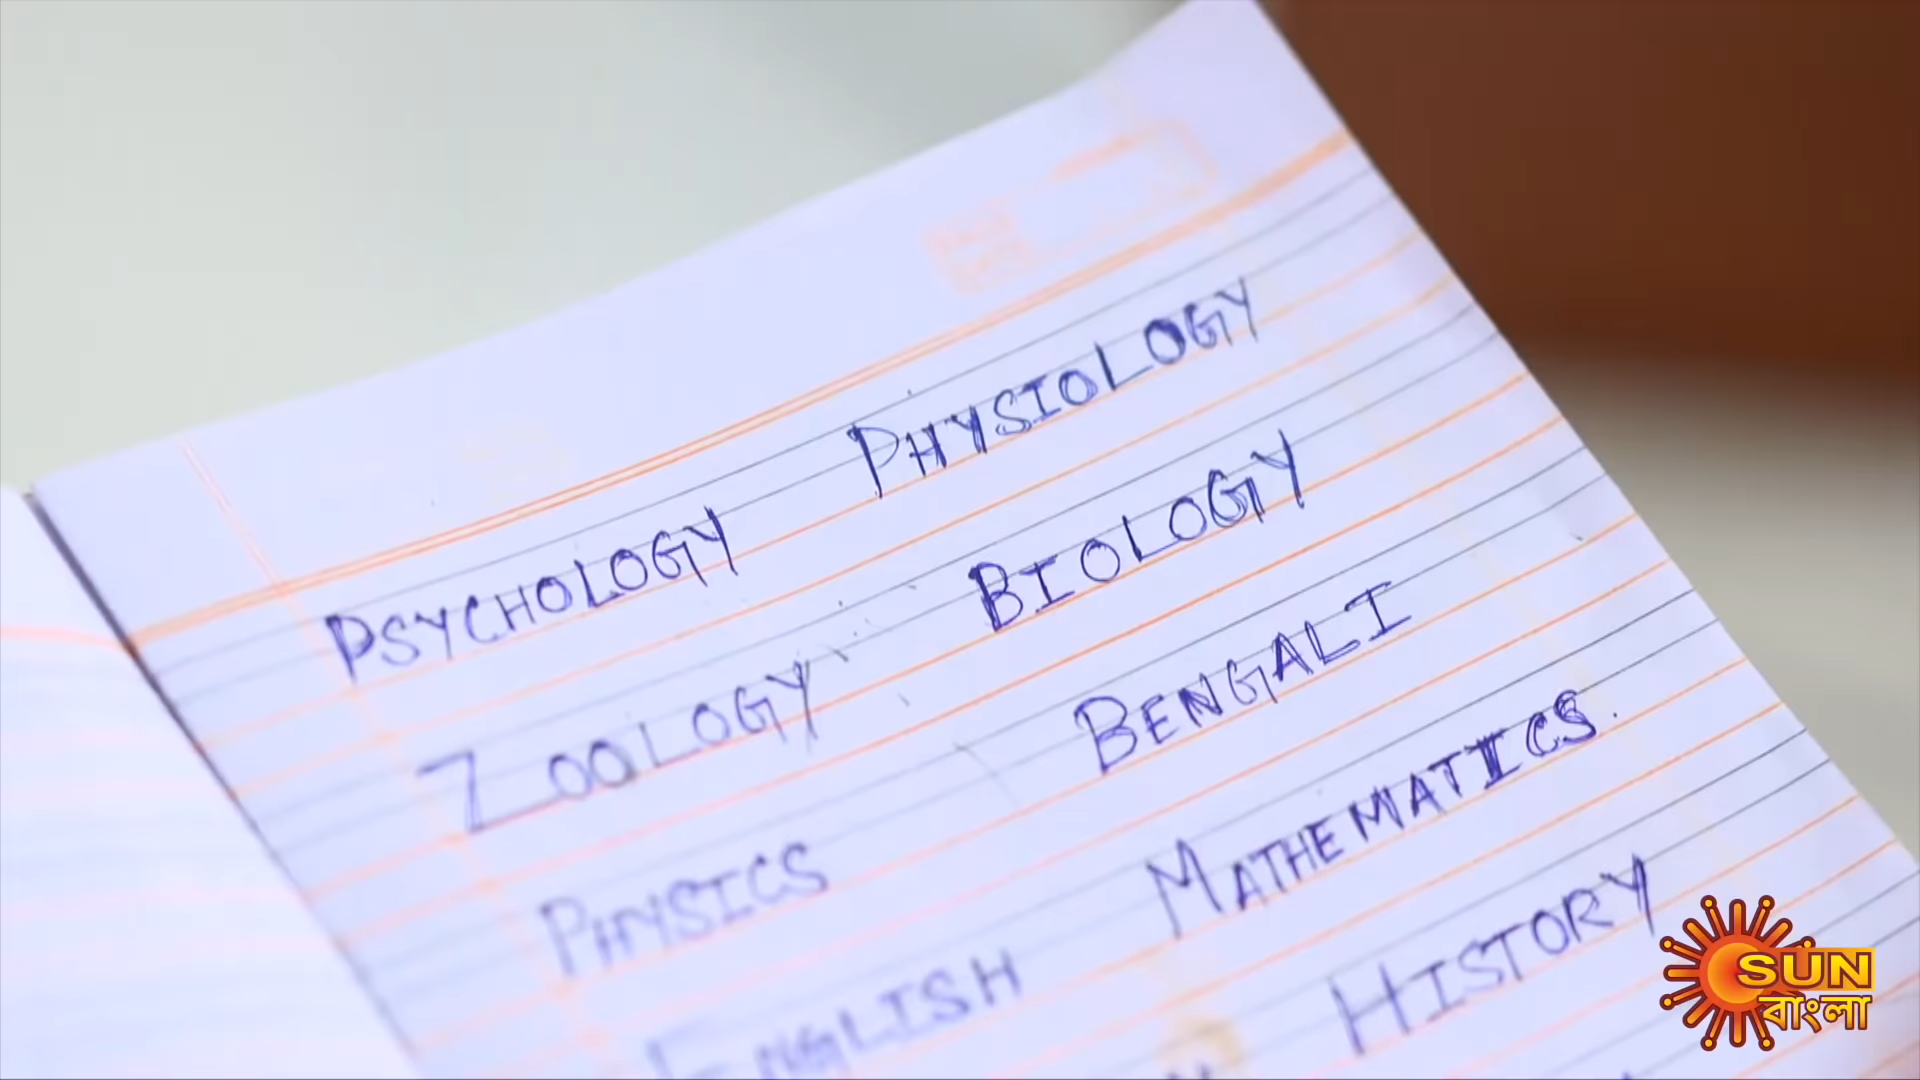 PSYCHOLOGY PHYSIOLOGY
ZOOLOGY BIOLOGY
PHYSICS BENGALI
ENGLISH MATHEMATICS.
HISTORY
SUN
বাংলা